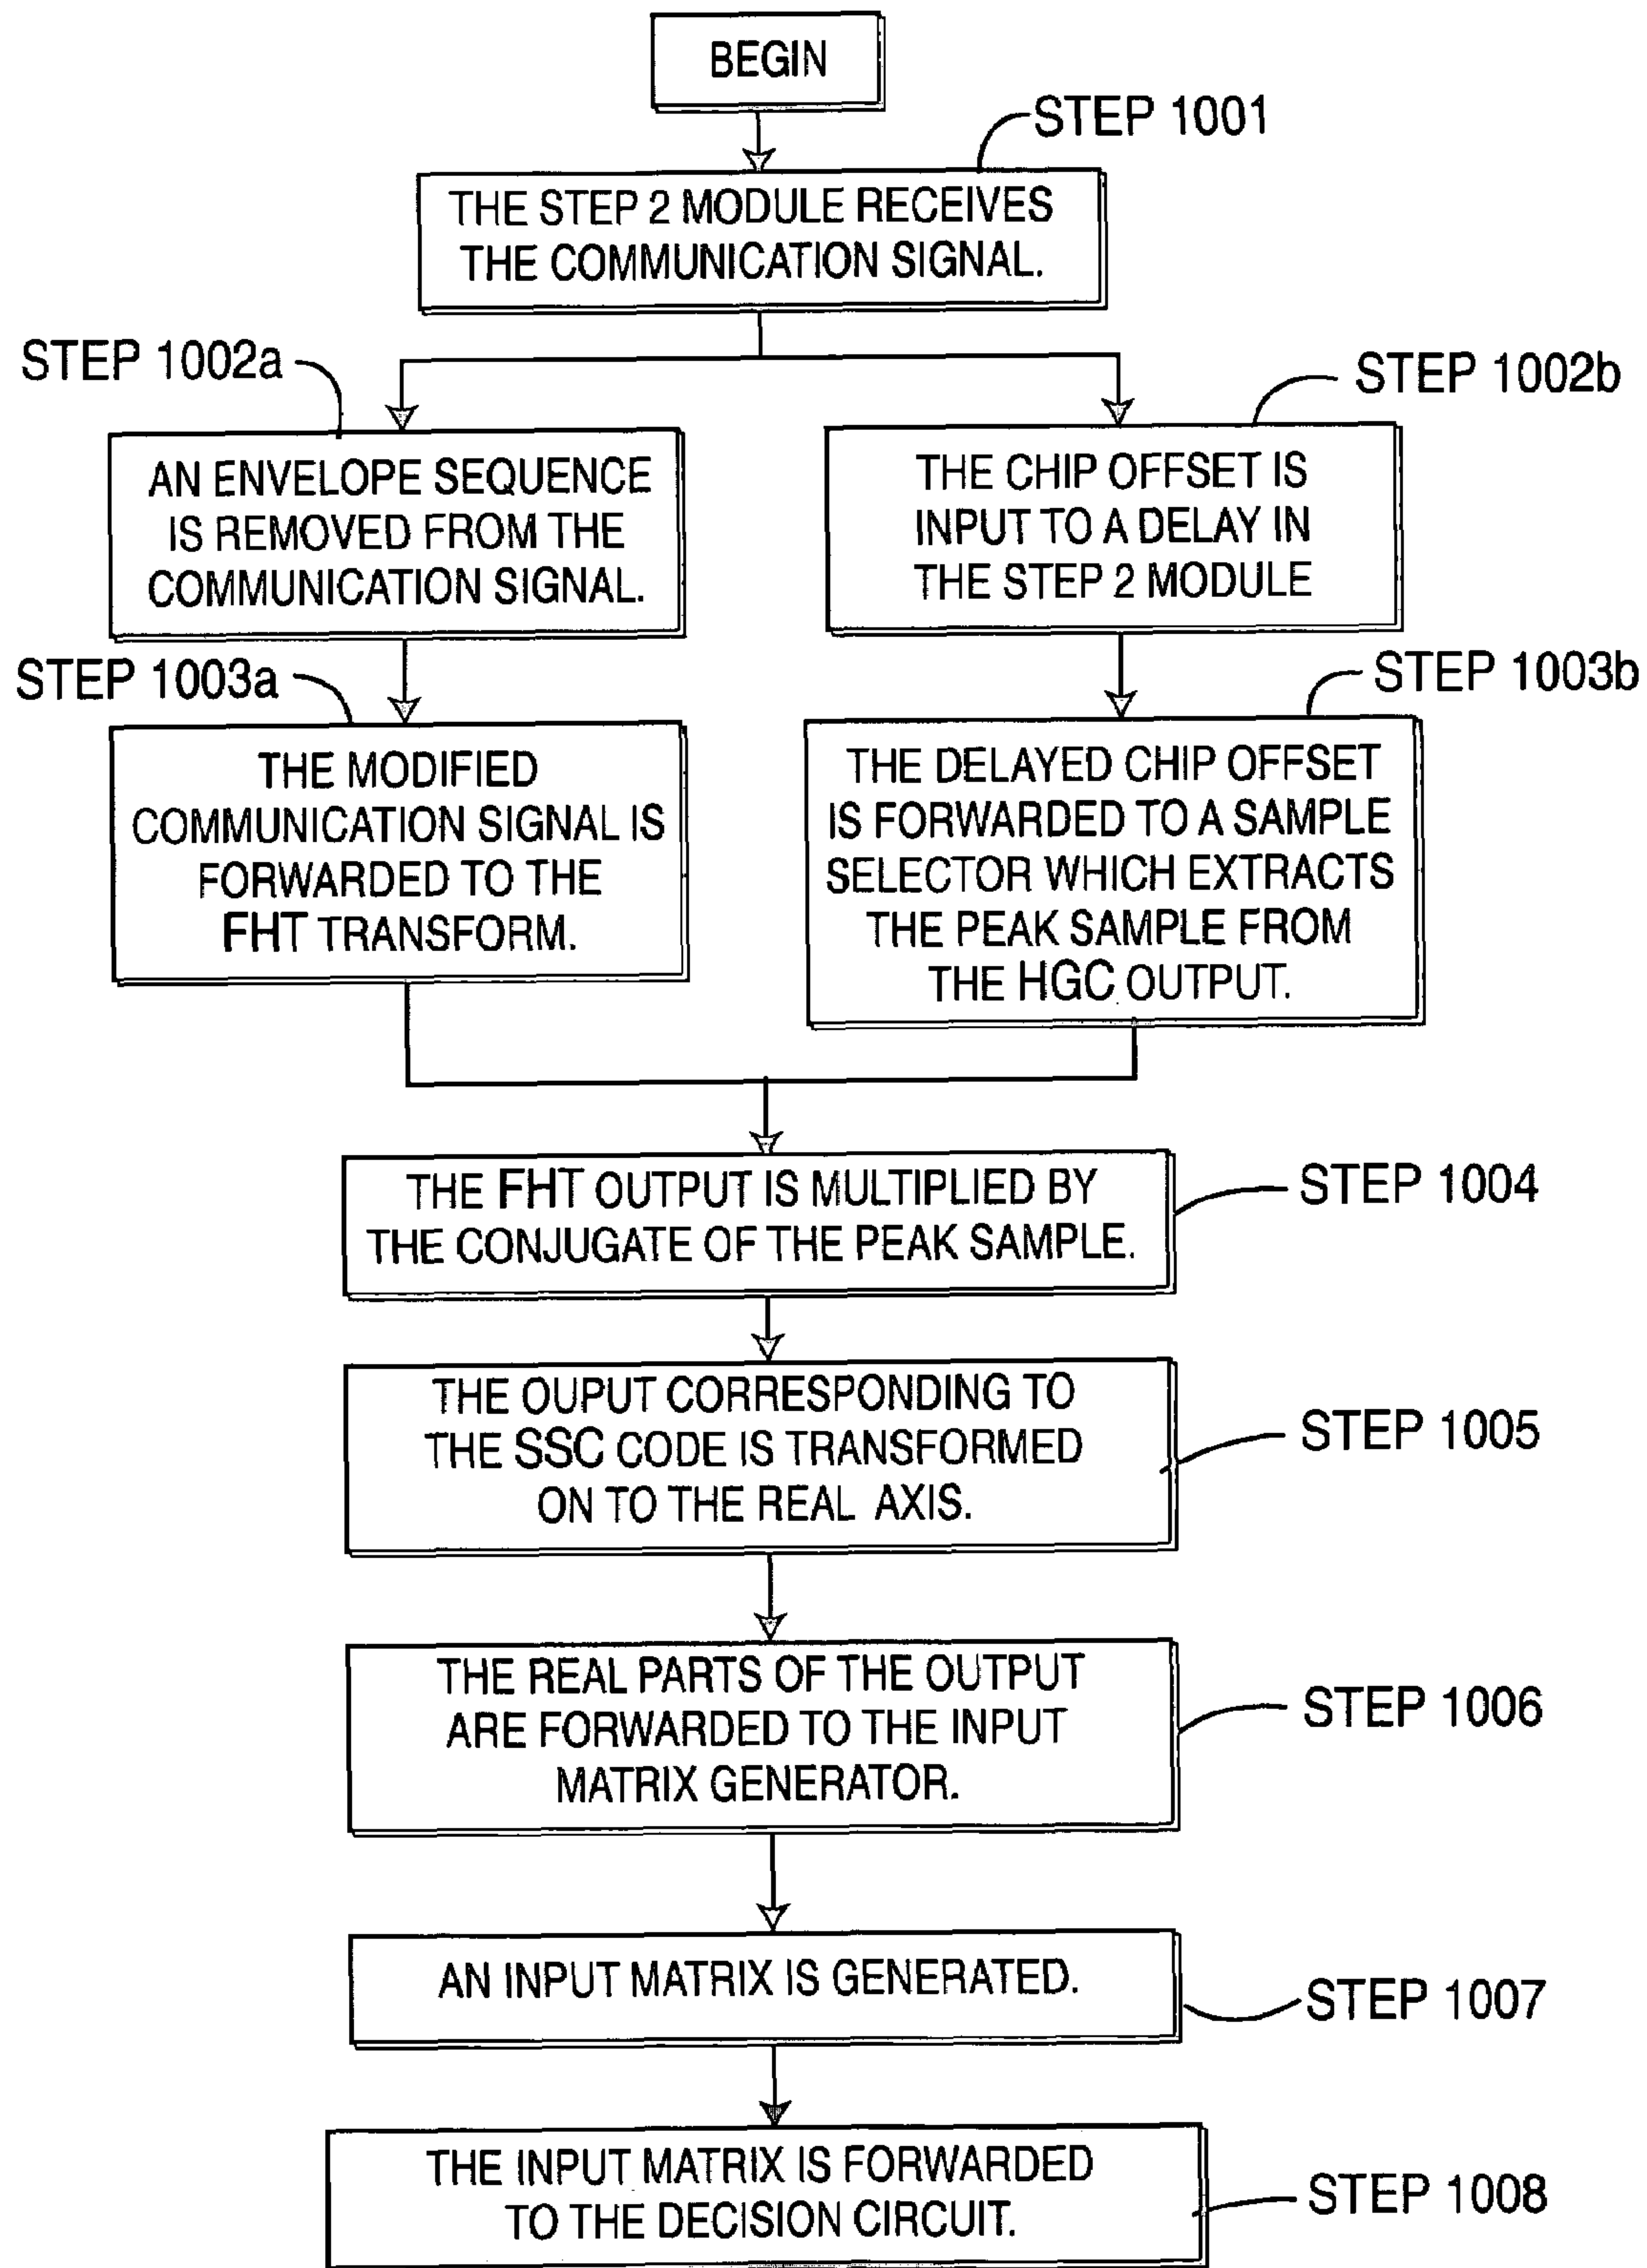 BEGIN
STEP 1001
THE STEP 2 MODULE RECEIVES
THE COMMUNICATION SIGNAL.
STEP 1002a
STEP 1002b
AN ENVELOPE SEQUENCE
IS REMOVED FROM THE
COMMUNICATION SIGNAL.
THE CHIP OFFSET IS
INPUT TO A DELAY IN
THE STEP 2 MODULE
STEP 1003a
STEP 1003b
THE MODIFIED
COMMUNICATION SIGNAL IS
FORWARDED TO THE
FHT TRANSFORM.
THE DELAYED CHIP OFFSET
IS FORWARDED TO A SAMPLE
SELECTOR WHICH EXTRACTS
THE PEAK SAMPLE FROM
THE HGC OUTPUT.
THE FHT OUTPUT IS MULTIPLIED BY
THE CONJUGATE OF THE PEAK SAMPLE.
STEP 1004
THE OUPUT CORRESPONDING TO
THE SSC CODE IS TRANSFORMED
ON TO THE REAL AXIS.
STEP 1005
THE REAL PARTS OF THE OUTPUT
ARE FORWARDED TO THE INPUT
MATRIX GENERATOR.
STEP 1006
AN INPUT MATRIX IS GENERATED.
STEP 1007
THE INPUT MATRIX IS FORWARDED
TO THE DECISION CIRCUIT.
STEP 1008